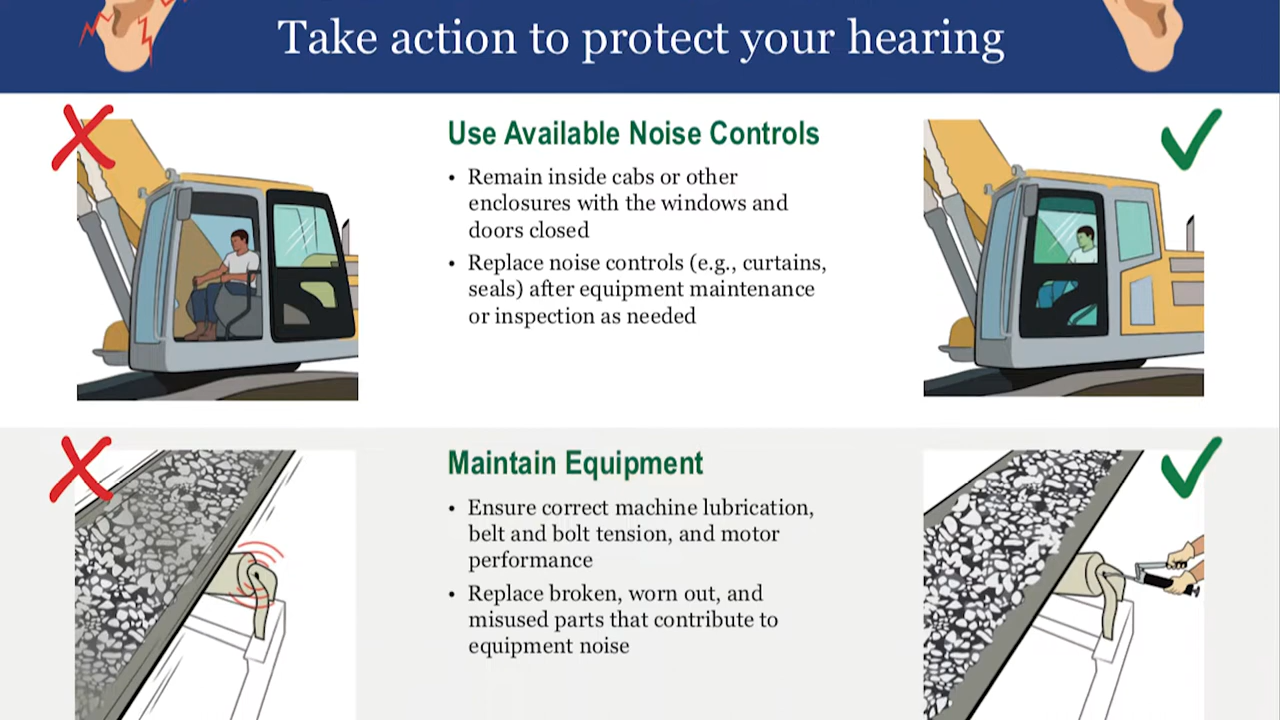 Take action to protect your hearing
Use Available Noise Controls
• Remain inside cabs or other
enclosures with the windows and
doors closed
• Replace noise controls (e.g., curtains,
seals) after equipment maintenance
or inspection as needed
Maintain Equipment
• Ensure correct machine lubrication,
belt and bolt tension, and motor
performance
• Replace broken, worn out, and
misused parts that contribute to
equipment noise